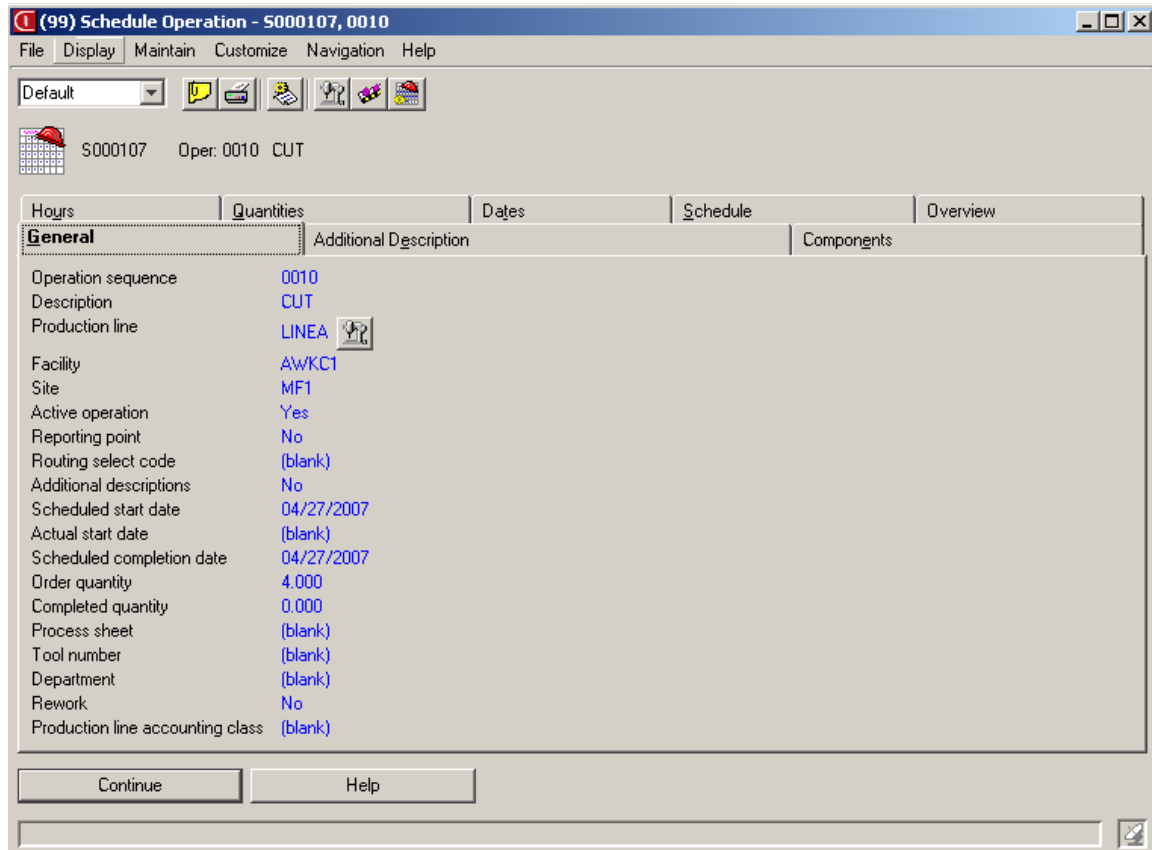 (99) Schedule Operation - S000107, 0010
File Display Maintain Customize Navigation Help
Default
S000107 Oper: 0010 CUT
Hours Quantities Dates Schedule Overview
General Additional Description Components
Operation sequence 0010
Description CUT
Production line LINEA
Facility AWKC1
Site MF1
Active operation Yes
Reporting point No
Routing select code (blank)
Additional descriptions No
Scheduled start date 04/27/2007
Actual start date (blank)
Scheduled completion date 04/27/2007
Order quantity 4.000
Completed quantity 0.000
Process sheet (blank)
Tool number (blank)
Department (blank)
Rework No
Production line accounting class (blank)
Continue Help